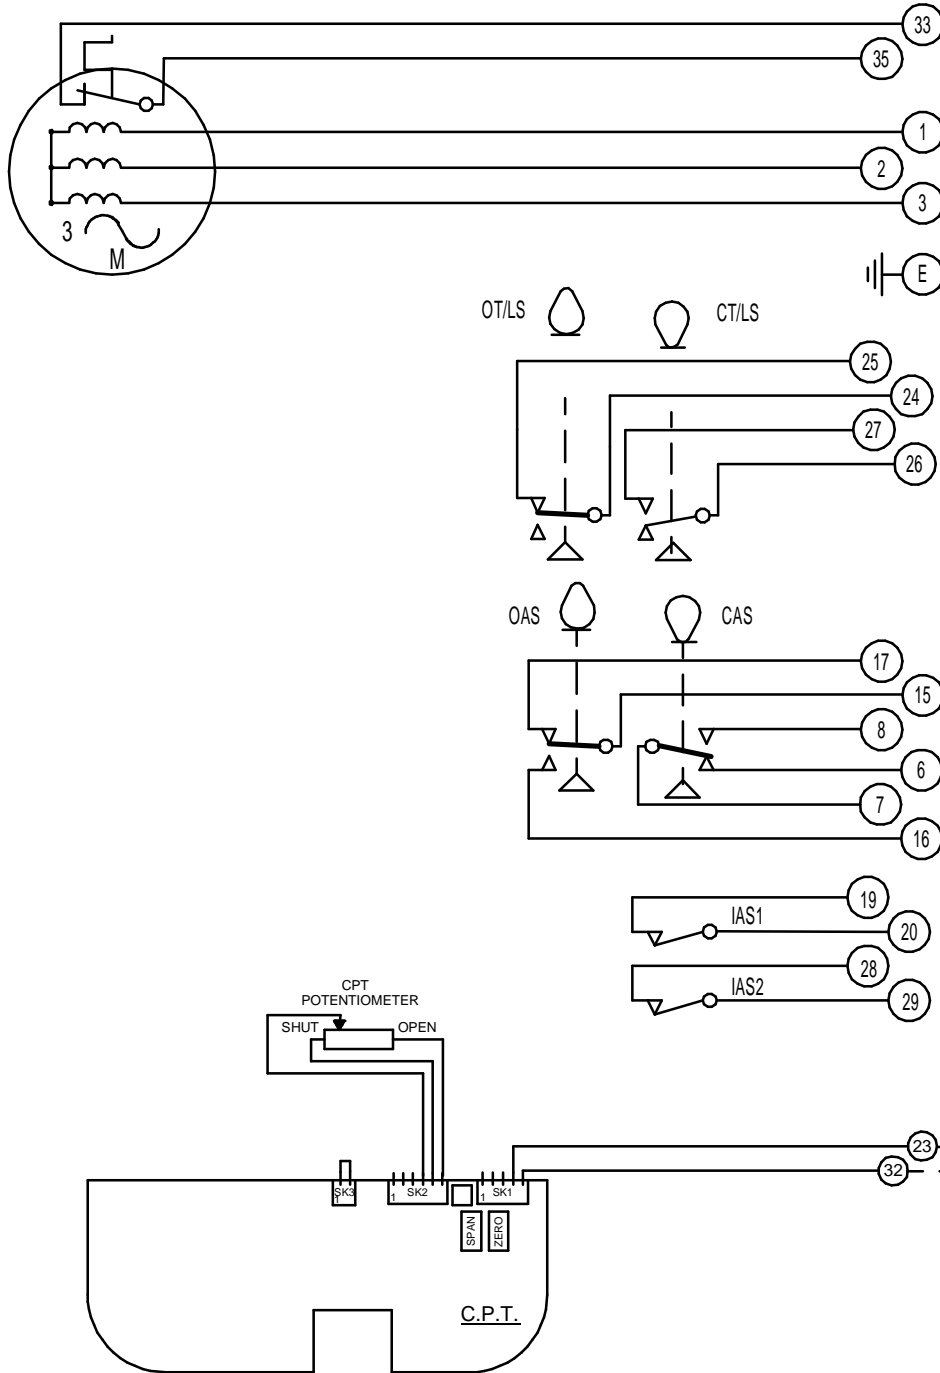 33
35
1
2
3
3
M
E
OT/LS
CT/LS
25
24
27
26
OAS
CAS
17
15
8
6
7
16
19
IAS1
20
28
IAS2
29
CPT
POTENTIOMETER
SHUT
OPEN
23
32
SK3
1
SK2
1
SK1
1
SPAN
ZERO
C.P.T.